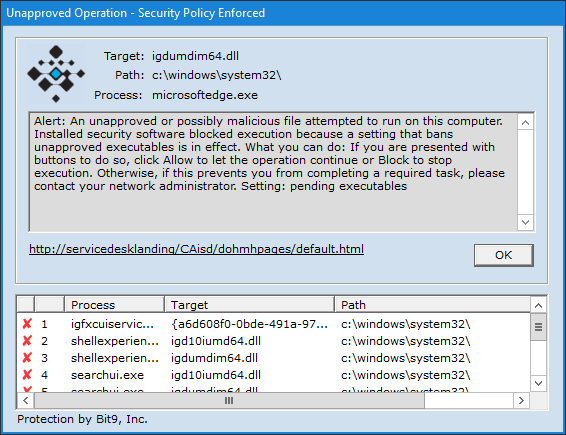 Unapproved Operation - Security Policy Enforced
Target: igdumdim64.dll
Path: c:\windows\system32\
Process: microsoftedge.exe
Alert: An unapproved or possibly malicious file attempted to run on this computer.
Installed security software blocked execution because a setting that bans
unapproved executables is in effect. What you can do: If you are presented with
buttons to do so, click Allow to let the operation continue or Block to stop
execution. Otherwise, if this prevents you from completing a required task, please
contact your network administrator. Setting: pending executables
http://servicedesklanding/CAisd/dohmhpages/default.html
OK
Process Target Path
1 igfxcuiservic... {a6d608f0-0bde-491a-97... c:\windows\system32\
2 shellexperien... igd10iumd64.dll c:\windows\system32\
3 shellexperien... igdumdim64.dll c:\windows\system32\
4 searchui.exe igd10iumd64.dll c:\windows\system32\
5 searchui.exe igdumdim64.dll c:\windows\system32\
Protection by Bit9, Inc.